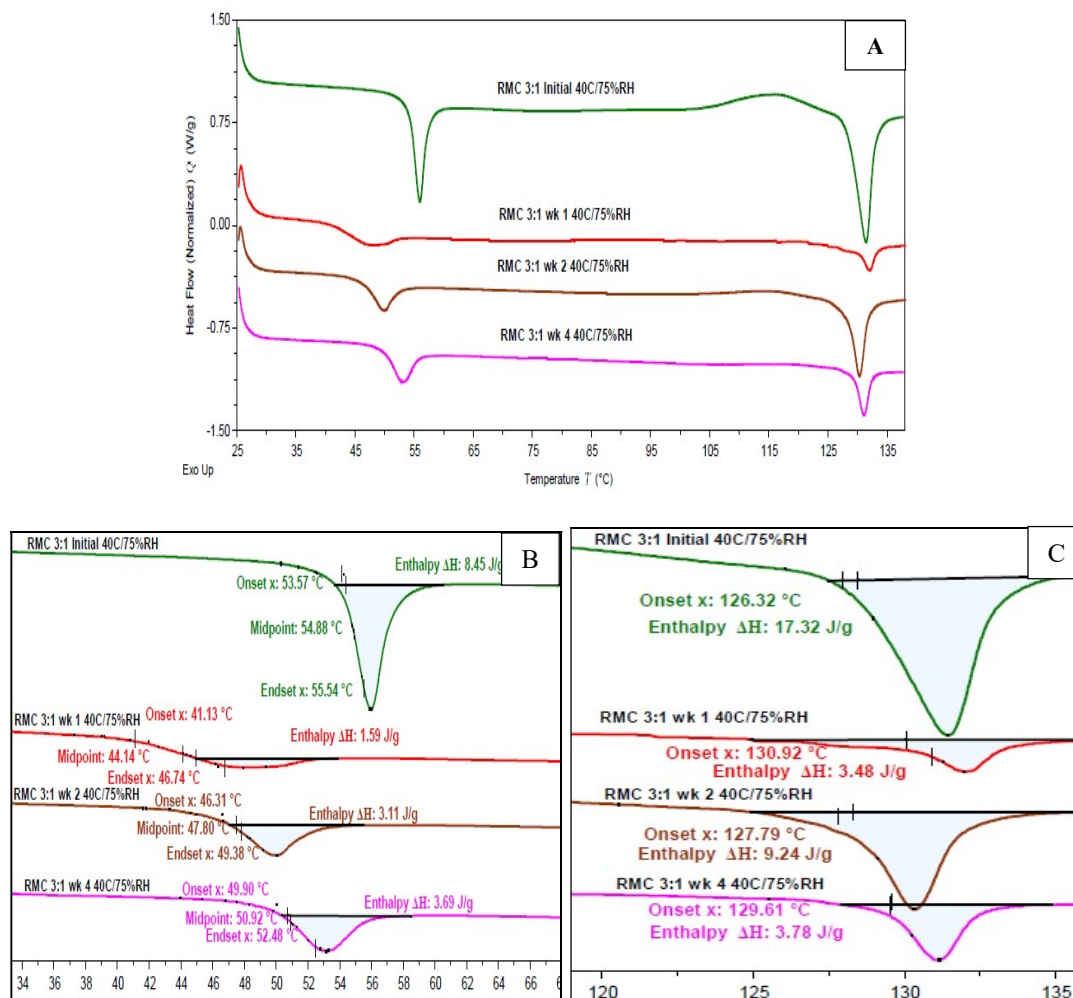 A
1.50
0.75
0.00
-0.75
-1.50
Heat Flow (Normalized) Q (W/g)
RMC 3:1 Initial 40C/75%RH
RMC 3:1 wk 1 40C/75%RH
RMC 3:1 wk 2 40C/75%RH
RMC 3:1 wk 4 40C/75%RH
25 35 45 55 65 75 85 95 105 115 125 135
Exo Up
Temperature T (°C)
B
RMC 3:1 Initial 40C/75%RH
Enthalpy ΔH: 8.45 J/g
Onset x: 53.57 °C
Midpoint: 54.88 °C
Endset x: 55.54 °C
Onset x: 41.13 °C
RMC 3:1 wk 1 40C/75%RH
Enthalpy ΔH: 1.59 J/g
Midpoint: 44.14 °C
Endset x: 46.74 °C
Onset x: 46.31 °C
RMC 3:1 wk 2 40C/75%RH
Enthalpy ΔH: 3.11 J/g
Midpoint: 47.80 °C
Endset x: 49.38 °C
Onset x: 49.90 °C
RMC 3:1 wk 4 40C/75%RH
Enthalpy ΔH: 3.69 J/g
Midpoint: 50.92 °C
Endset x: 52.48 °C
34 36 38 40 42 44 46 48 50 52 54 56 58 60 62 64 66
C
RMC 3:1 Initial 40C/75%RH
Onset x: 126.32 °C
Enthalpy ΔH: 17.32 J/g
RMC 3:1 wk 1 40C/75%RH
Onset x: 130.92 °C
Enthalpy ΔH: 3.48 J/g
RMC 3:1 wk 2 40C/75%RH
Onset x: 127.79 °C
Enthalpy ΔH: 9.24 J/g
RMC 3:1 wk 4 40C/75%RH
Onset x: 129.61 °C
Enthalpy ΔH: 3.78 J/g
120 125 130 135